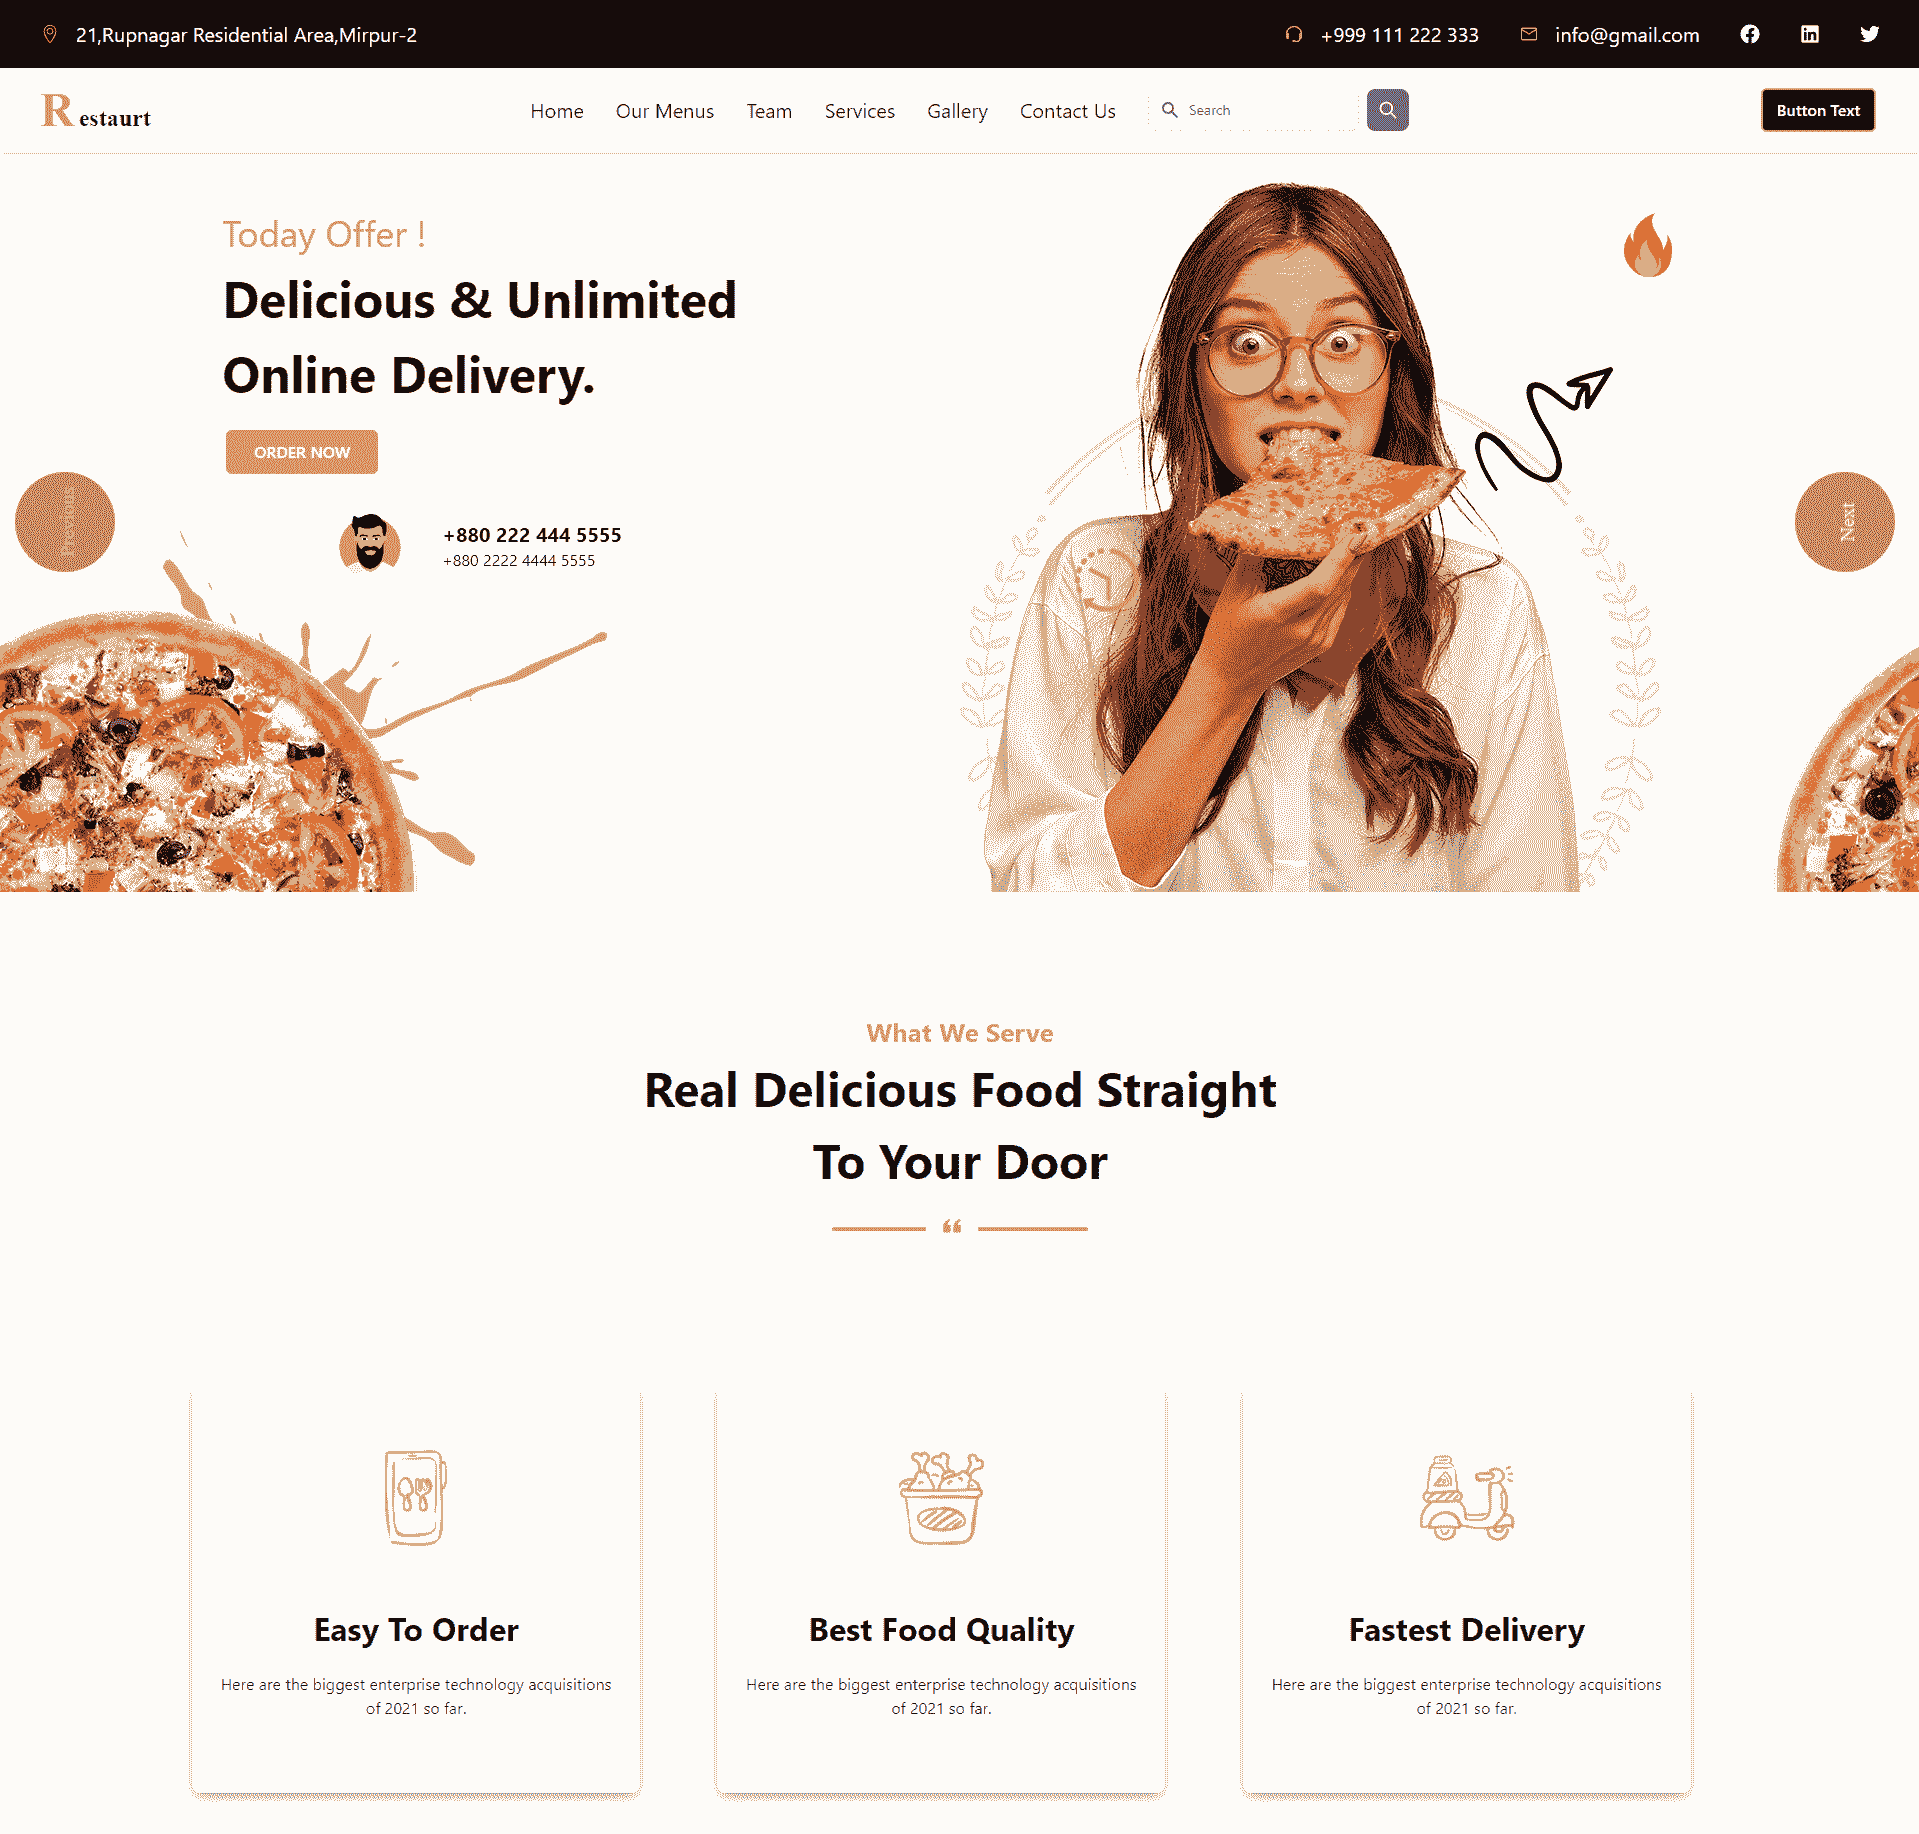 21,Rupnagar Residential Area,Mirpur-2
+999 111 222 333
info@gmail.com
Restaurt
Home
Our Menus
Team
Services
Gallery
Contact Us
Search
Button Text
Today Offer !
Delicious & Unlimited
Online Delivery.
ORDER NOW
Previous
Next
+880 222 444 5555
+880 2222 4444 5555
What We Serve
Real Delicious Food Straight
To Your Door
Easy To Order
Here are the biggest enterprise technology acquisitions
of 2021 so far.
Best Food Quality
Here are the biggest enterprise technology acquisitions
of 2021 so far.
Fastest Delivery
Here are the biggest enterprise technology acquisitions
of 2021 so far.